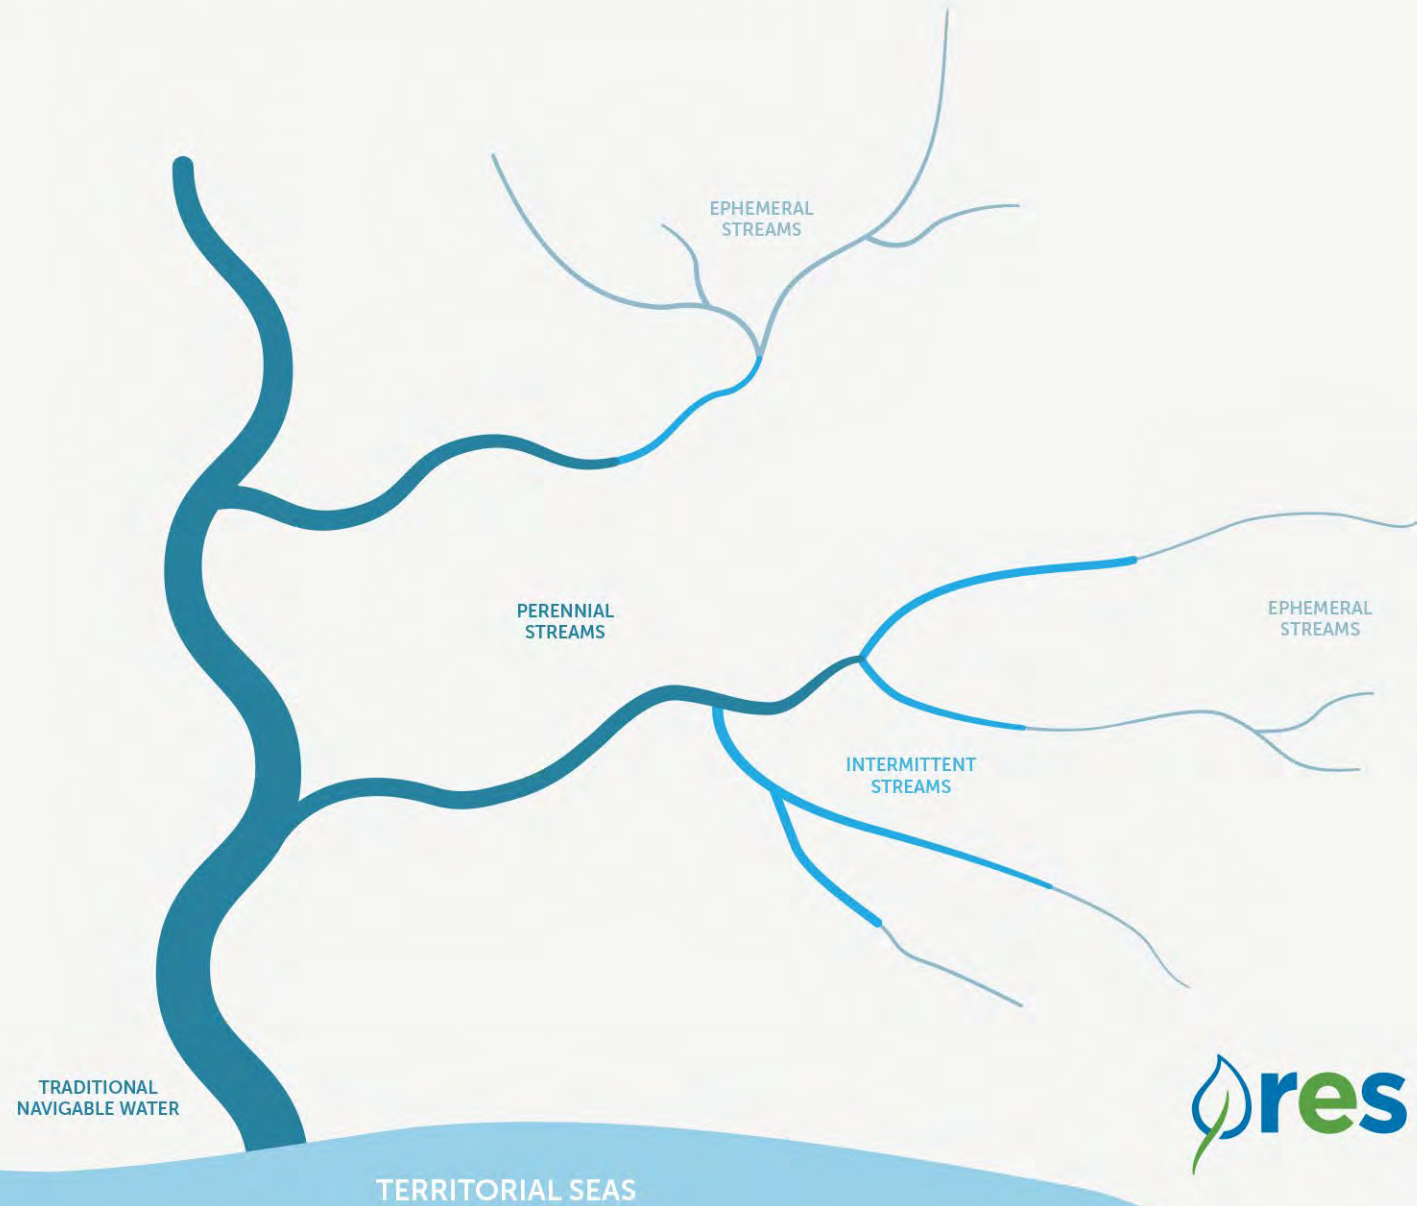 EPHEMERAL
STREAMS
PERENNIAL
STREAMS
EPHEMERAL
STREAMS
INTERMITTENT
STREAMS
TRADITIONAL
NAVIGABLE WATER
res
TERRITORIAL SEAS